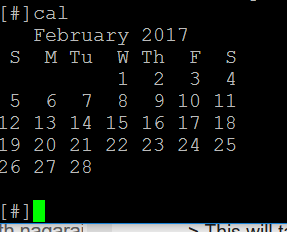 [#]cal
   February 2017
 S  M Tu  W Th  F  S
          1  2  3  4
 5  6  7  8  9 10 11
12 13 14 15 16 17 18
19 20 21 22 23 24 25
26 27 28
[#]
> This will